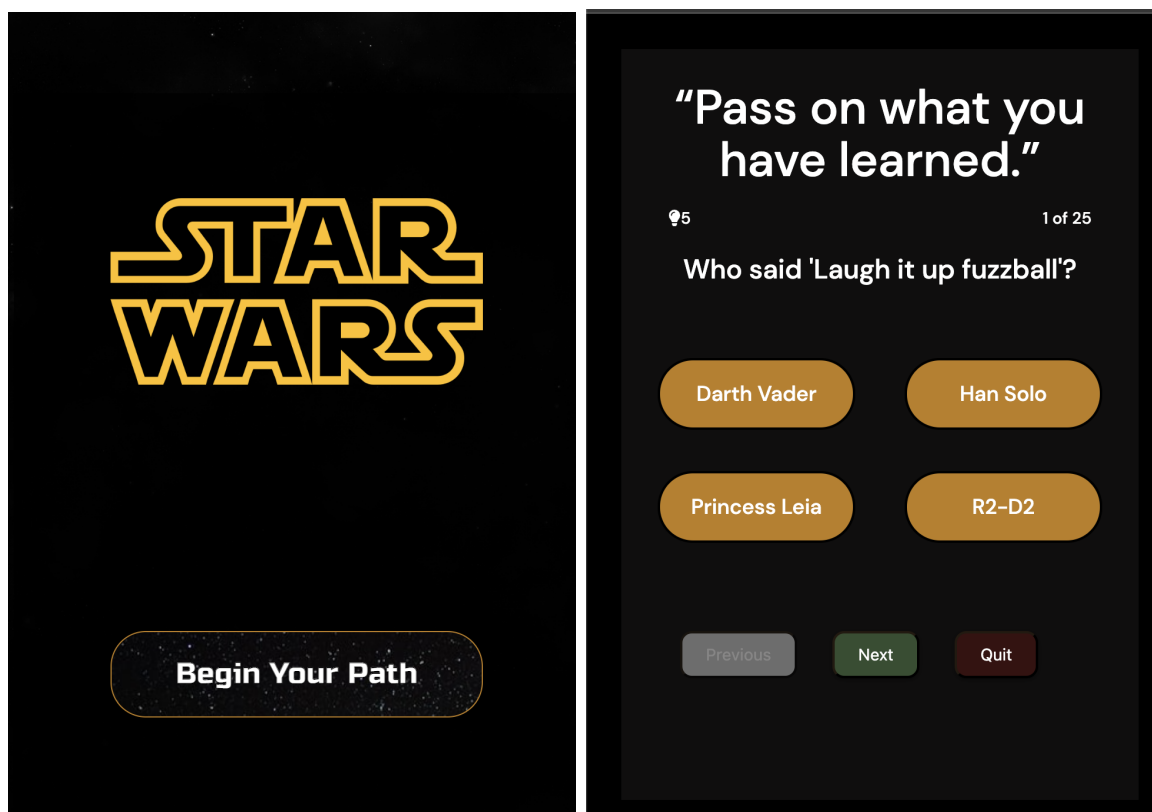 STAR
WARS
Begin Your Path
“Pass on what you
have learned.”
5
1 of 25
Who said 'Laugh it up fuzzball'?
Darth Vader
Han Solo
Princess Leia
R2-D2
Previous
Next
Quit